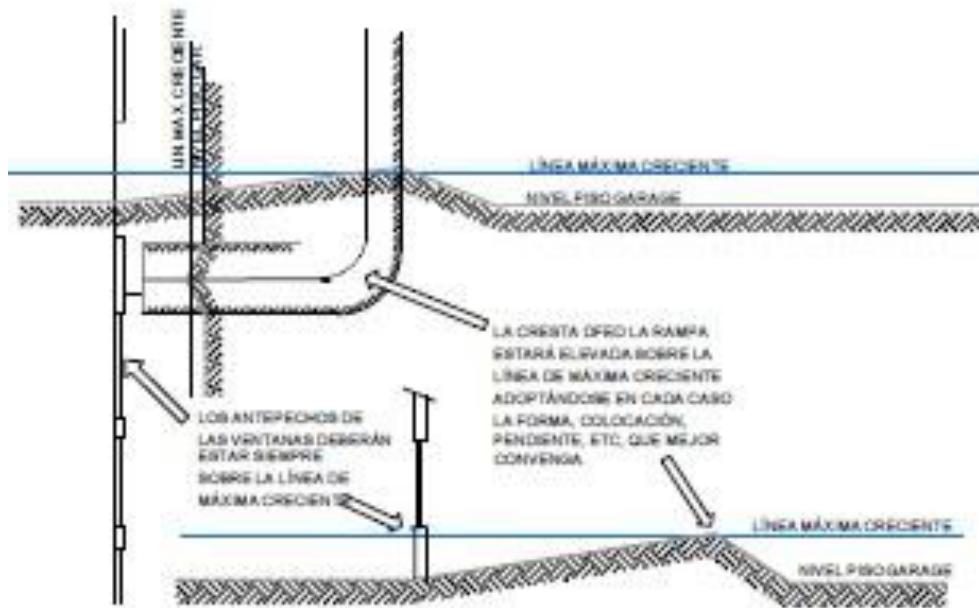 UN MAX. CRECIENTE
LÍNEA MÁXIMA CRECIENTE
NIVEL PISO GARAGE
LA CRESTA OFED LA RAMPA
ESTARÁ ELEVADA SOBRE LA
LÍNEA DE MÁXIMA CRECIENTE
ADOPTÁNDOSE EN CADA CASO
LA FORMA, COLOCACIÓN,
PENDIENTE, ETC, QUE MEJOR
CONVENGA.
LOS ANTEPECHOS DE
LAS VENTANAS DEBERÁN
ESTAR SIEMPRE
SOBRE LA LÍNEA DE
MÁXIMA CRECIENTE
LÍNEA MÁXIMA CRECIENTE
NIVEL PISO GARAGE